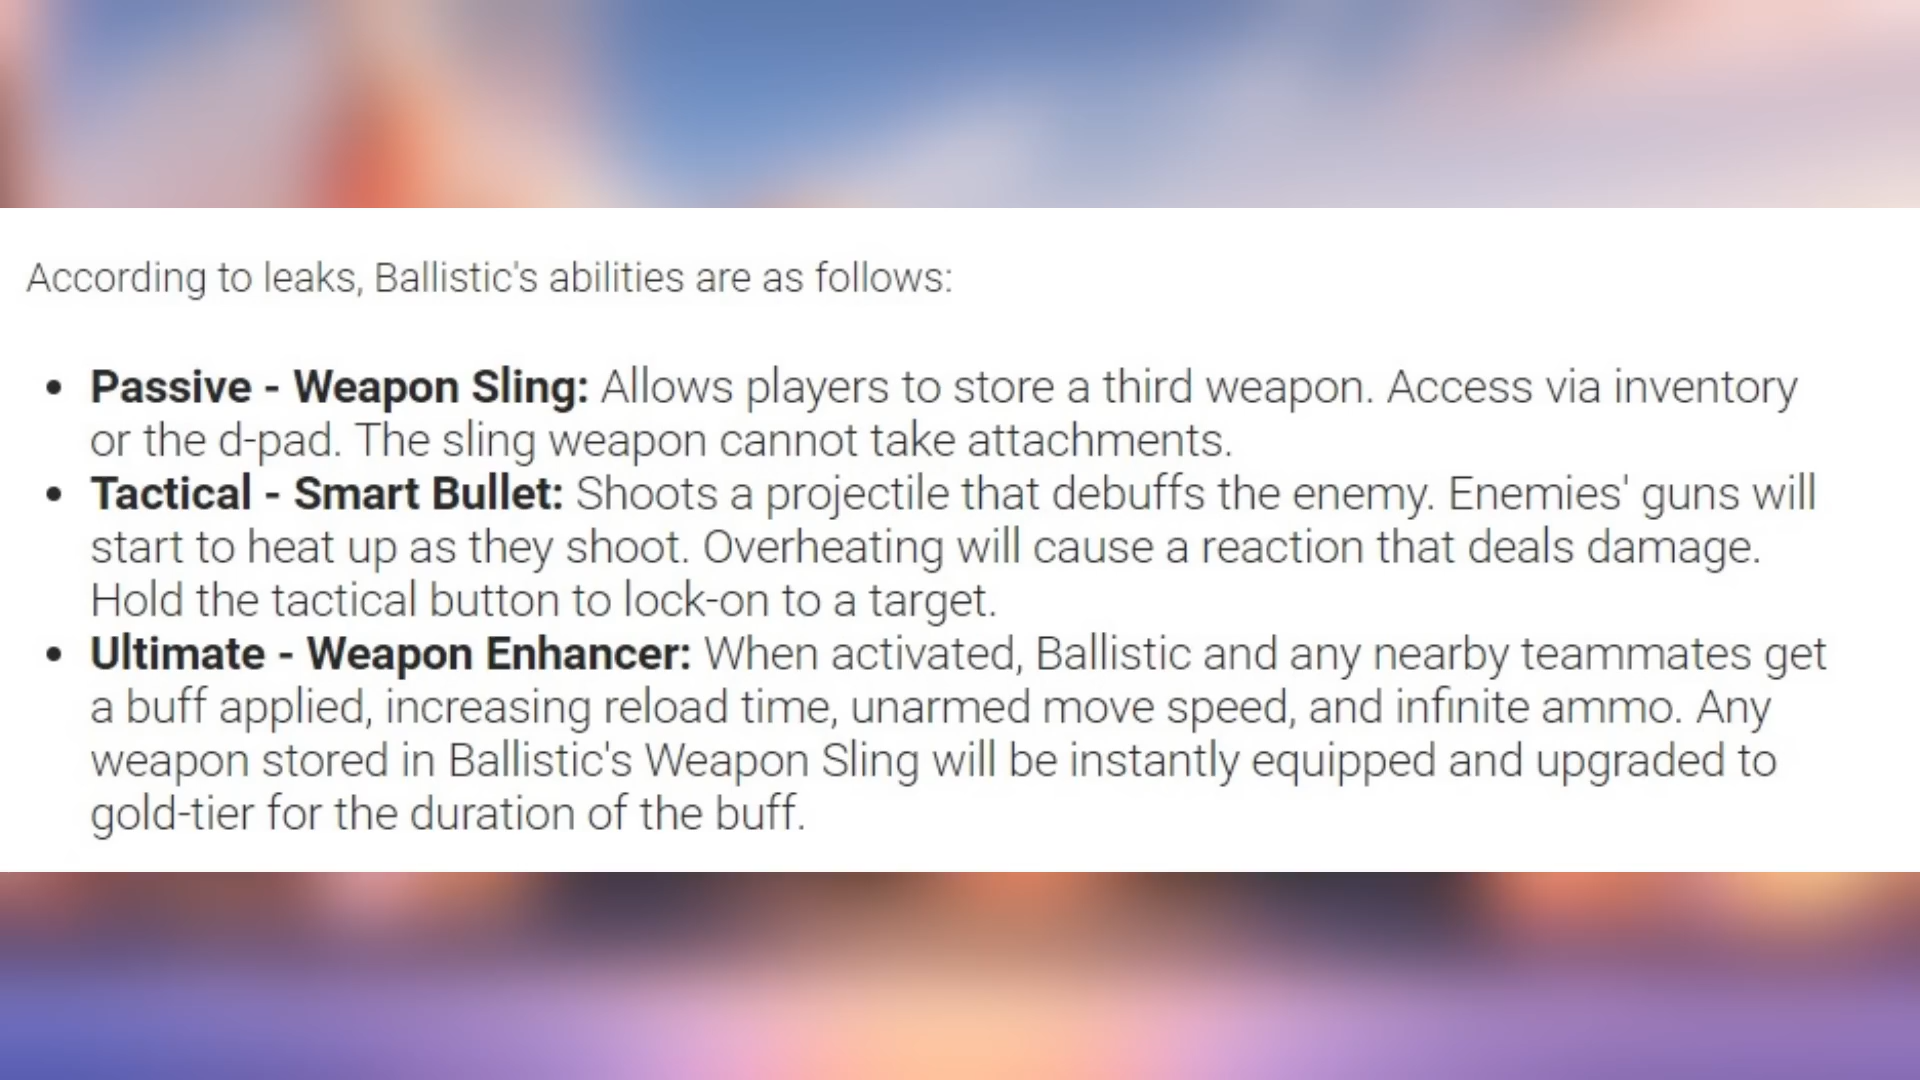 According to leaks, Ballistic's abilities are as follows:
• Passive - Weapon Sling: Allows players to store a third weapon. Access via inventory
or the d-pad. The sling weapon cannot take attachments.
• Tactical - Smart Bullet: Shoots a projectile that debuffs the enemy. Enemies' guns will
start to heat up as they shoot. Overheating will cause a reaction that deals damage.
Hold the tactical button to lock-on to a target.
• Ultimate - Weapon Enhancer: When activated, Ballistic and any nearby teammates get
a buff applied, increasing reload time, unarmed move speed, and infinite ammo. Any
weapon stored in Ballistic's Weapon Sling will be instantly equipped and upgraded to
gold-tier for the duration of the buff.